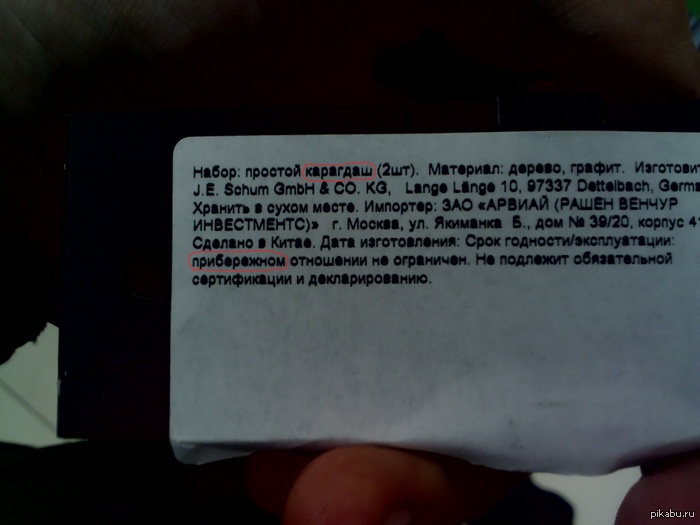 Набор: простой карагдаш (2шт). Материал: дерево, графит. Изготовит
J.E. Schum GmbH & CO. KG, Lange Länge 10, 97337 Dettelbach, Germa
Хранить в сухом месте. Импортер: ЗАО «АРВИАЙ (РАШЕН ВЕНЧУР
ИНВЕСТМЕНТС)» г. Москва, ул. Якиманка Б., дом № 39/20, корпус 4
Сделано в Китае. Дата изготовления: Срок годности/эксплуатации:
прибережном отношении не ограничен. Не подлежит обязательной
сертификации и декларированию.
pikabu.ru